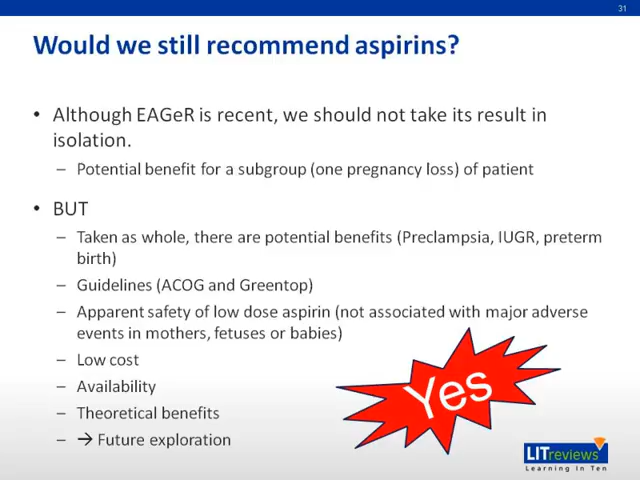 31
Would we still recommend aspirins?
• Although EAGeR is recent, we should not take its result in
isolation.
– Potential benefit for a subgroup (one pregnancy loss) of patient
• BUT
– Taken as whole, there are potential benefits (Preclampsia, IUGR, preterm
birth)
– Guidelines (ACOG and Greentop)
– Apparent safety of low dose aspirin (not associated with major adverse
events in mothers, fetuses or babies)
– Low cost
– Availability
– Theoretical benefits
– → Future exploration
Yes
LITreviews
Learning In Ten